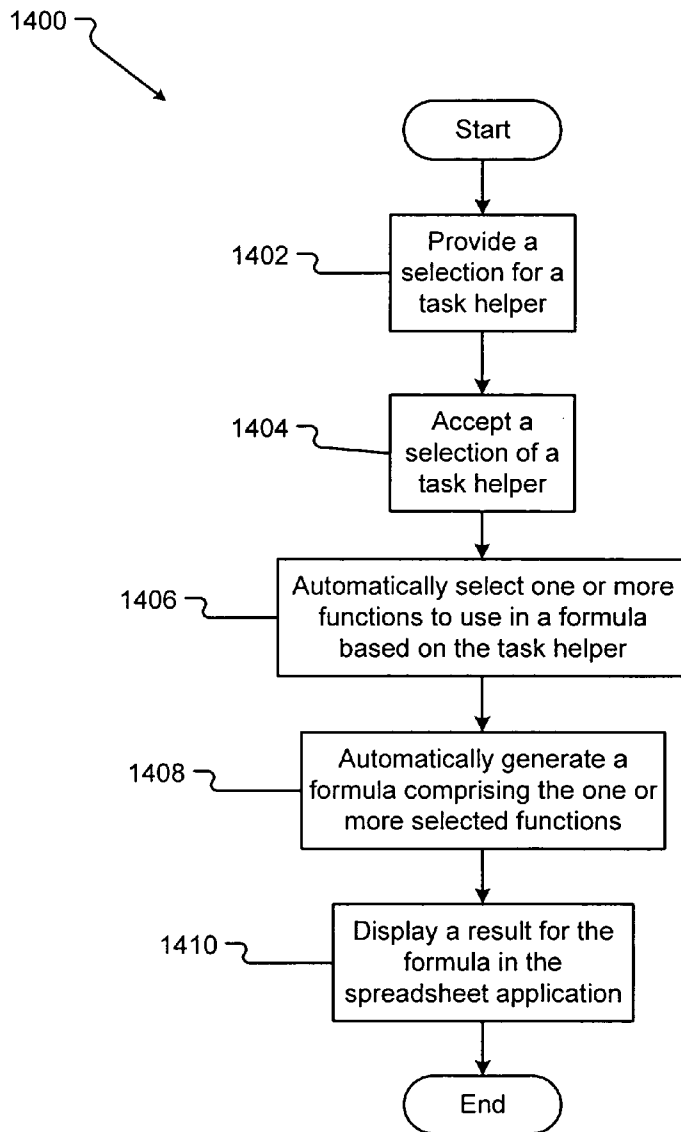 1400
Start
1402
Provide a
selection for a
task helper
1404
Accept a
selection of a
task helper
1406
Automatically select one or more
functions to use in a formula
based on the task helper
1408
Automatically generate a
formula comprising the one or
more selected functions
1410
Display a result for the
formula in the
spreadsheet application
End